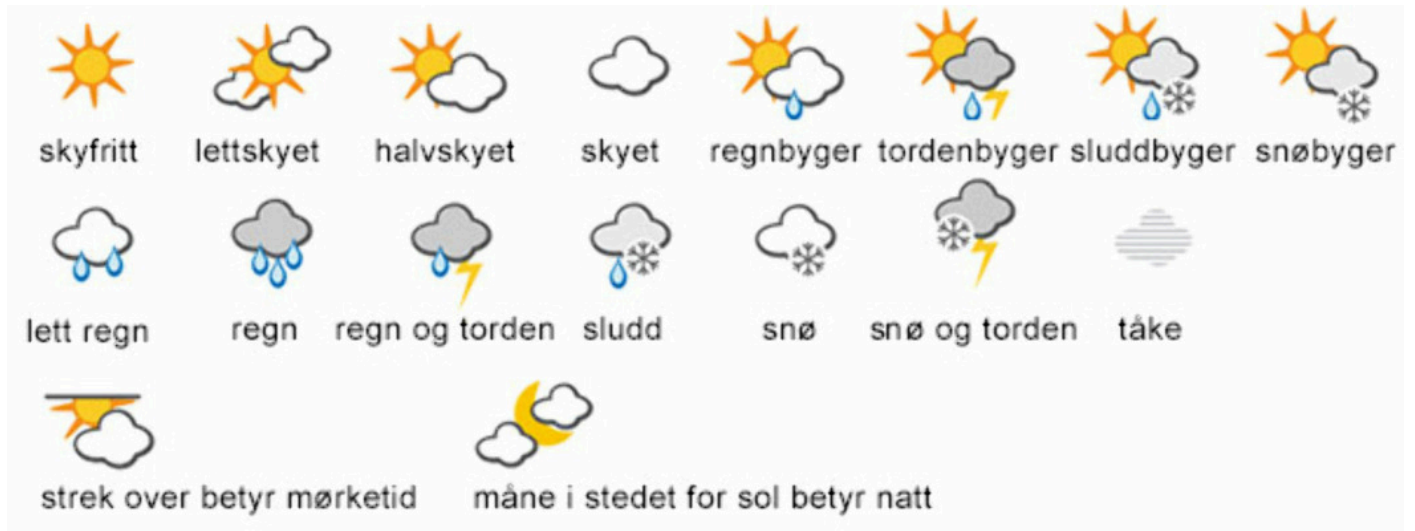 skyfritt lettskyet halvskyet skyet regnbyger tordenbyger sluddbyger snøbyger
lett regn regn regn og torden sludd snø snø og torden tåke
strek over betyr mørketid måne i stedet for sol betyr natt